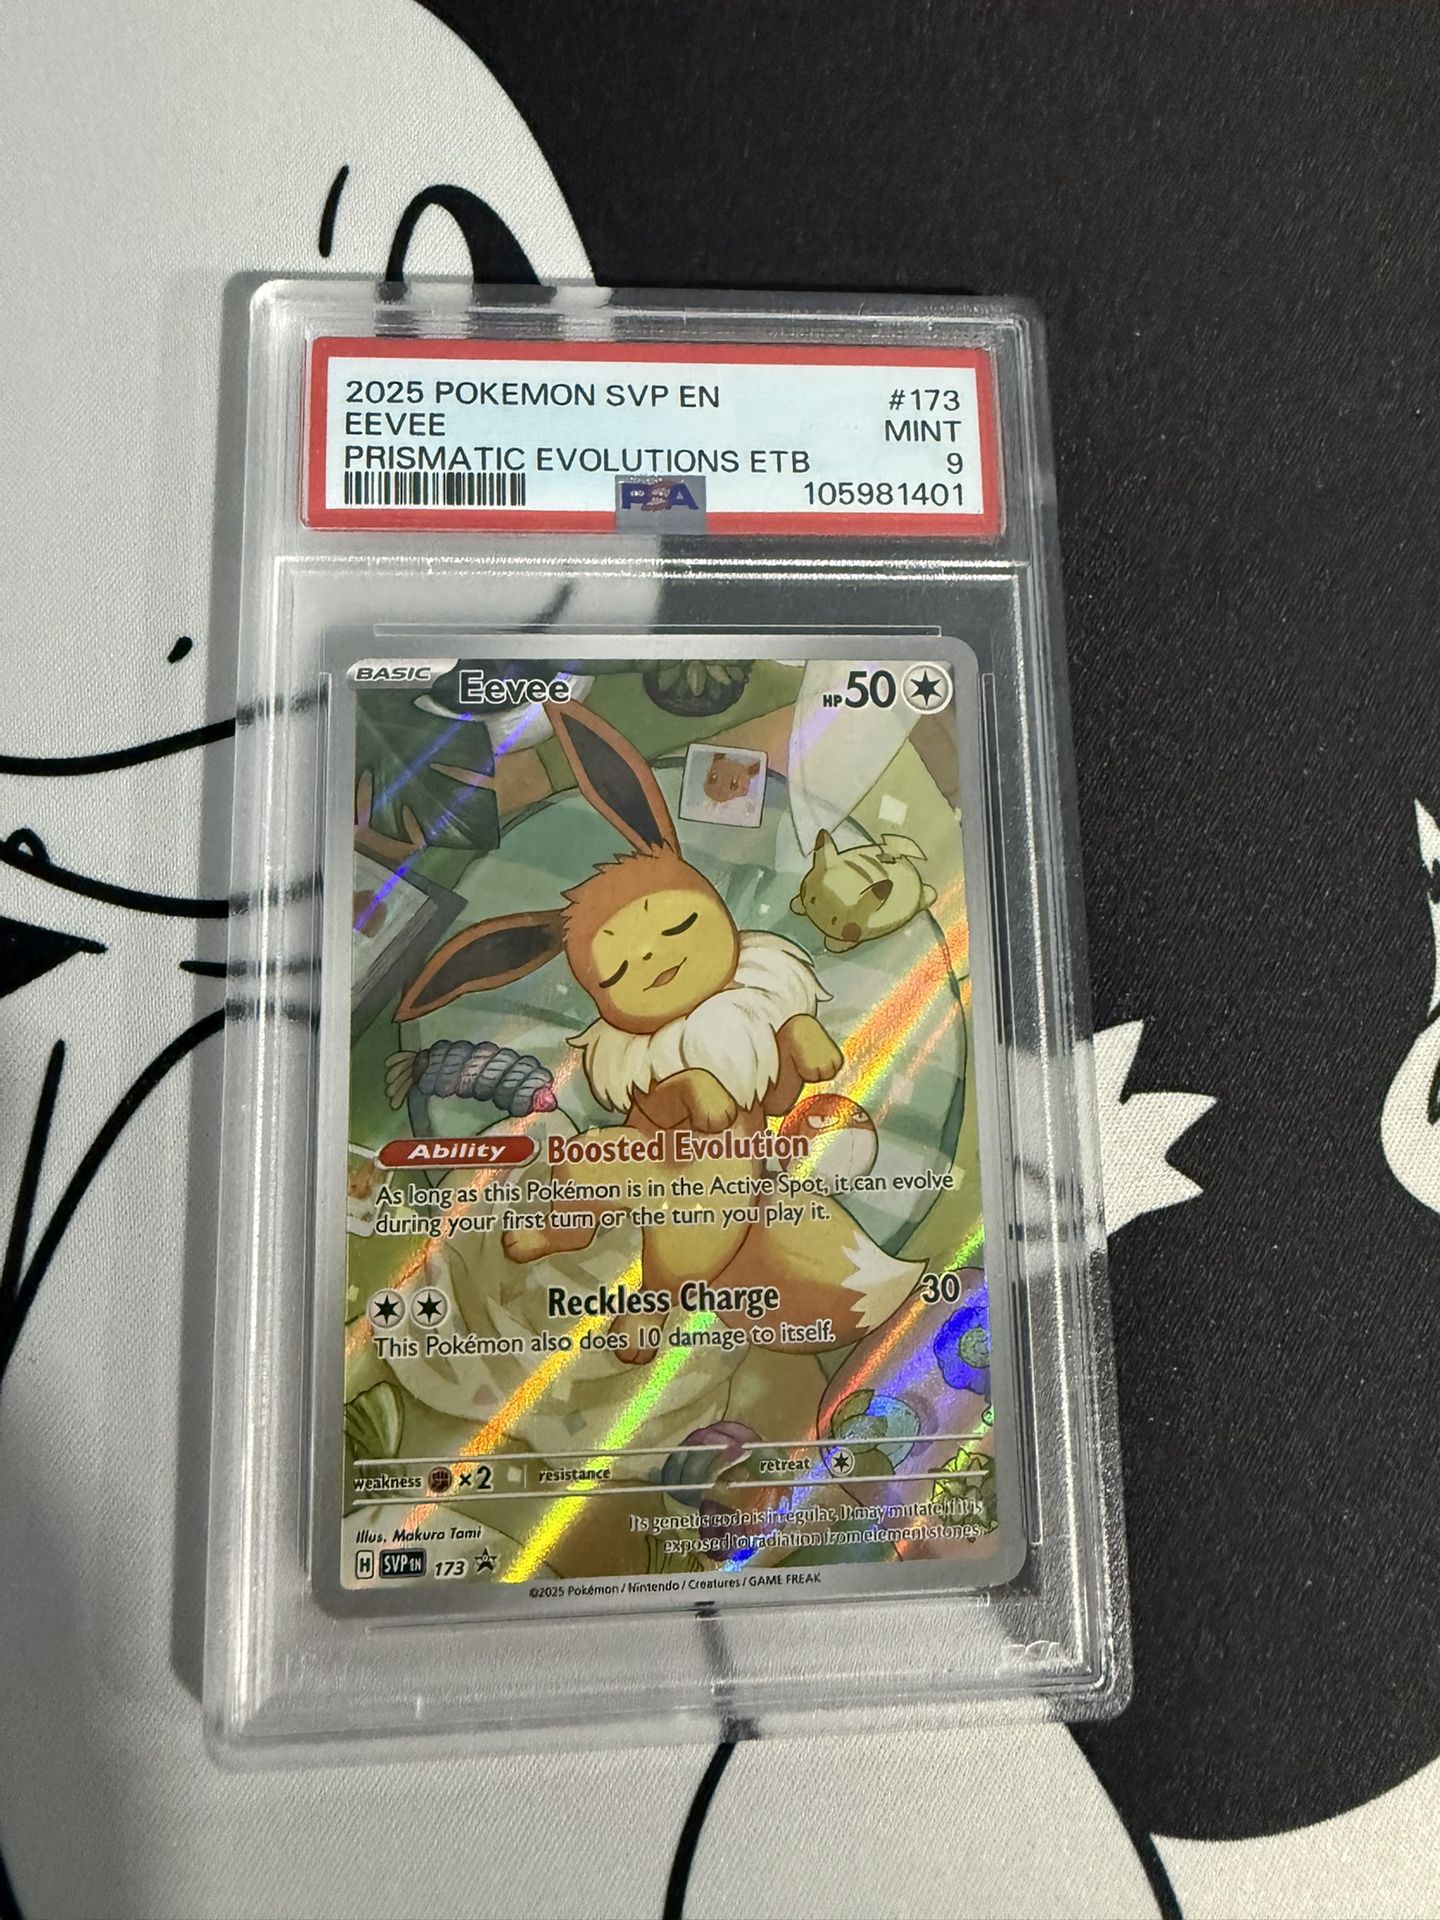 2025 POKEMON SVP EN #173
EEVEE MINT
PRISMATIC EVOLUTIONS ETB 9
PSA 105981401
BASIC Eevee HP 50
Ability Boosted Evolution
As long as this Pokémon is in the Active Spot, it can evolve
during your first turn or the turn you play it.
Reckless Charge 30
This Pokémon also does 10 damage to itself.
weakness ×2 resistance retreat
Its genetic code is irregular. It may mutate if it is
exposed to radiation from element stones.
Illus. Makura Tami
H SVP EN 173
©2025 Pokémon / Nintendo / Creatures / GAME FREAK